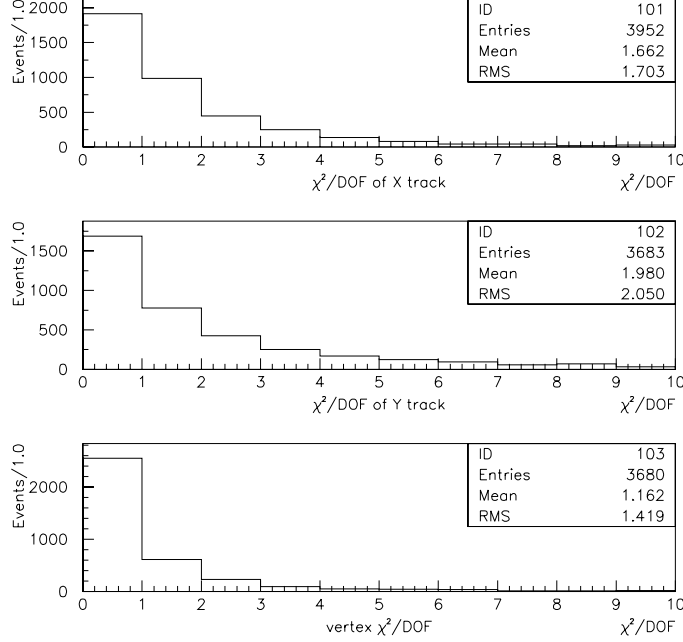 Events/1.0
2000
1500
1000
500
0
ID 101
Entries 3952
Mean 1.662
RMS 1.703
0 1 2 3 4 5 6 7 8 9 10
χ²/DOF of X track
χ²/DOF
Events/1.0
1500
1000
500
0
ID 102
Entries 3683
Mean 1.980
RMS 2.050
0 1 2 3 4 5 6 7 8 9 10
χ²/DOF of Y track
χ²/DOF
Events/1.0
2000
1000
0
ID 103
Entries 3680
Mean 1.162
RMS 1.419
0 1 2 3 4 5 6 7 8 9 10
vertex χ²/DOF
χ²/DOF